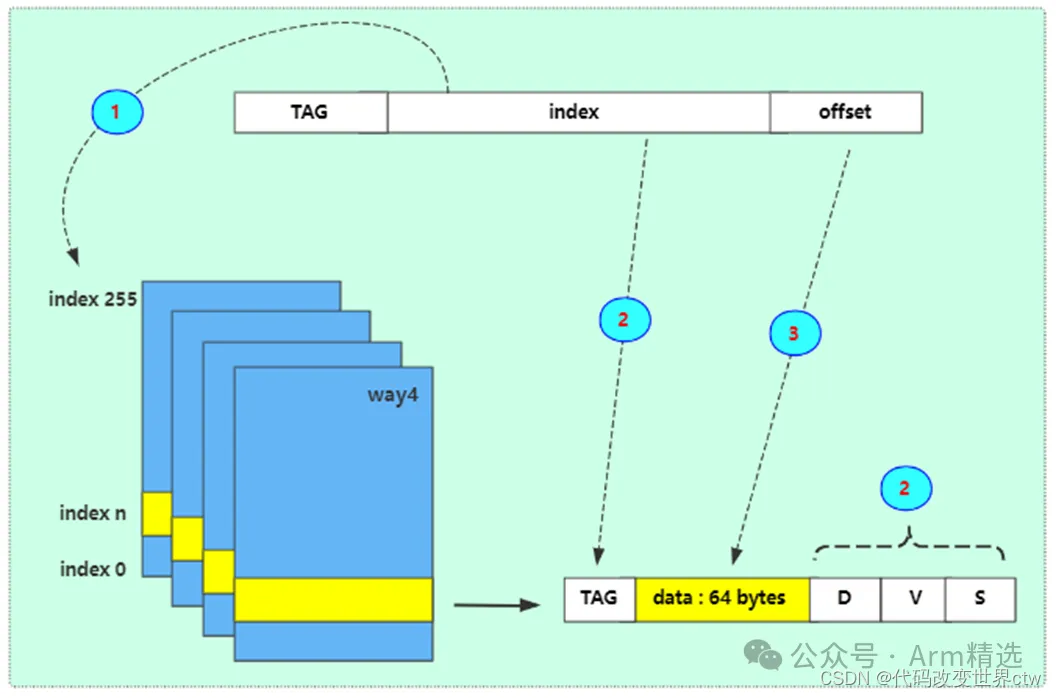 1
TAG index offset
index 255
2
3
way4
2
index n
index 0
TAG data : 64 bytes D V S
公众号 · Arm精选
CSDN @代码改变世界ctw